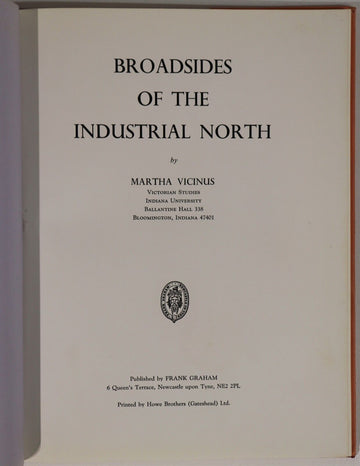 BROADSIDES
OF THE
INDUSTRIAL NORTH
by
MARTHA VICINUS
VICTORIAN STUDIES
INDIANA UNIVERSITY
BALLANTINE HALL 338
BLOOMINGTON, INDIANA 47401
Published by FRANK GRAHAM
6 Queen's Terrace, Newcastle upon Tyne, NE2 2PL
Printed by Howe Brothers (Gateshead) Ltd.